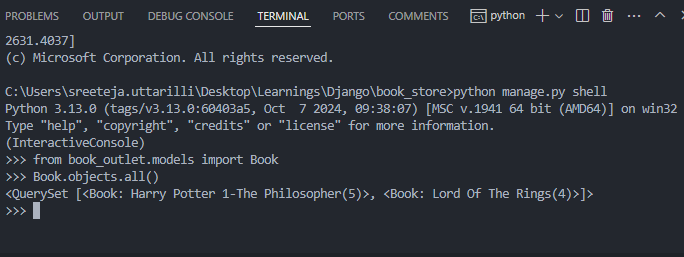 PROBLEMS OUTPUT DEBUG CONSOLE TERMINAL PORTS COMMENTS python
2631.4037]
(c) Microsoft Corporation. All rights reserved.
C:\Users\sreeteja.uttarilli\Desktop\Learnings\Django\book_store>python manage.py shell
Python 3.13.0 (tags/v3.13.0:60403a5, Oct  7 2024, 09:38:07) [MSC v.1941 64 bit (AMD64)] on win32
Type "help", "copyright", "credits" or "license" for more information.
(InteractiveConsole)
>>> from book_outlet.models import Book
>>> Book.objects.all()
<QuerySet [<Book: Harry Potter 1-The Philosopher(5)>, <Book: Lord Of The Rings(4)>]>
>>>